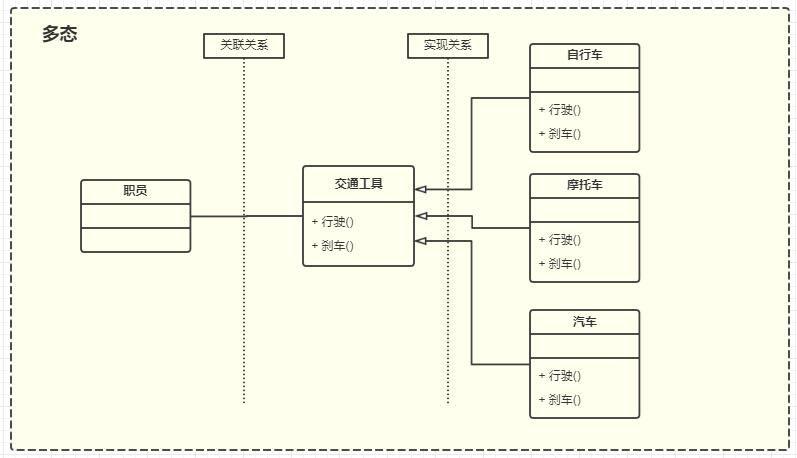 多态
关联关系
实现关系
职员
交通工具
+ 行驶()
+ 刹车()
自行车
+ 行驶()
+ 刹车()
摩托车
+ 行驶()
+ 刹车()
汽车
+ 行驶()
+ 刹车()